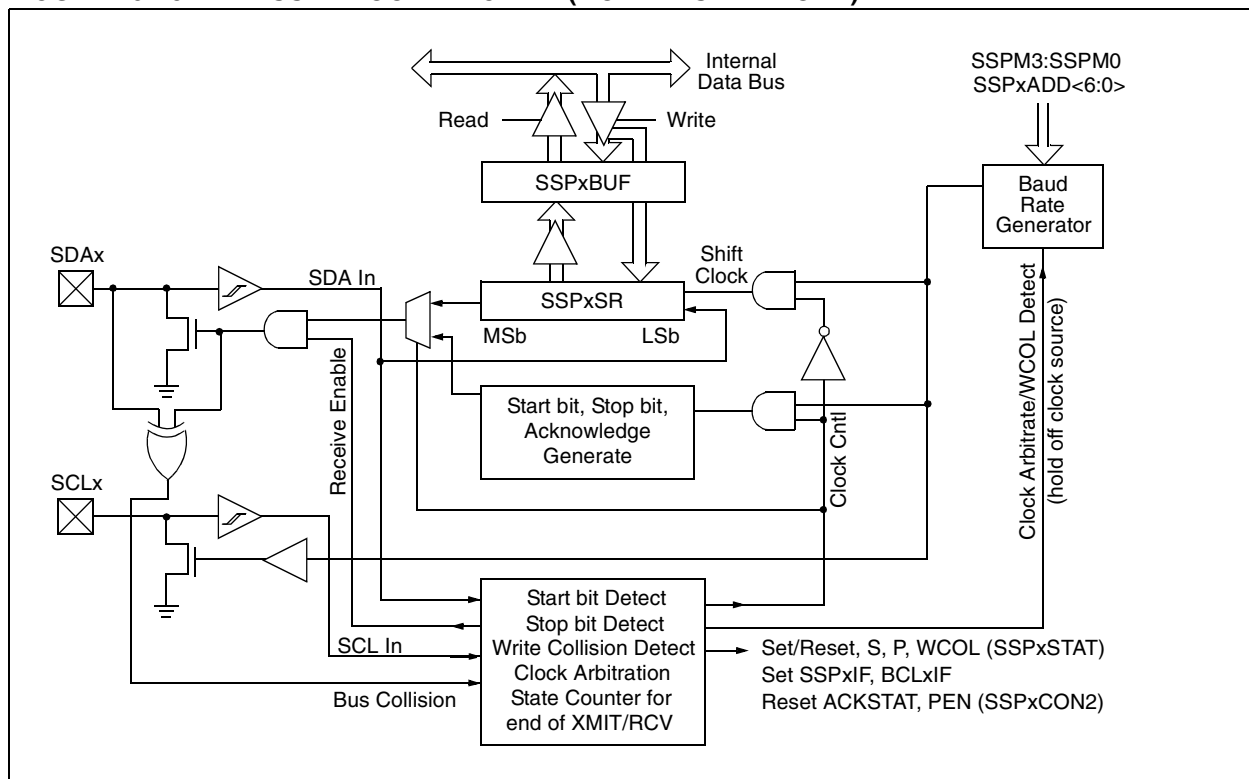 Internal
Data Bus
SSPM3:SSPM0
SSPxADD<6:0>
Read
Write
SSPxBUF
Baud
Rate
Generator
SDAx
SDA In
Shift
Clock
SSPxSR
MSb
LSb
Start bit, Stop bit,
Acknowledge
Generate
Receive Enable
Clock Cntl
Clock Arbitrate/WCOL Detect
(hold off clock source)
SCLx
SCL In
Bus Collision
Start bit Detect
Stop bit Detect
Write Collision Detect
Clock Arbitration
State Counter for
end of XMIT/RCV
Set/Reset, S, P, WCOL (SSPxSTAT)
Set SSPxIF, BCLxIF
Reset ACKSTAT, PEN (SSPxCON2)